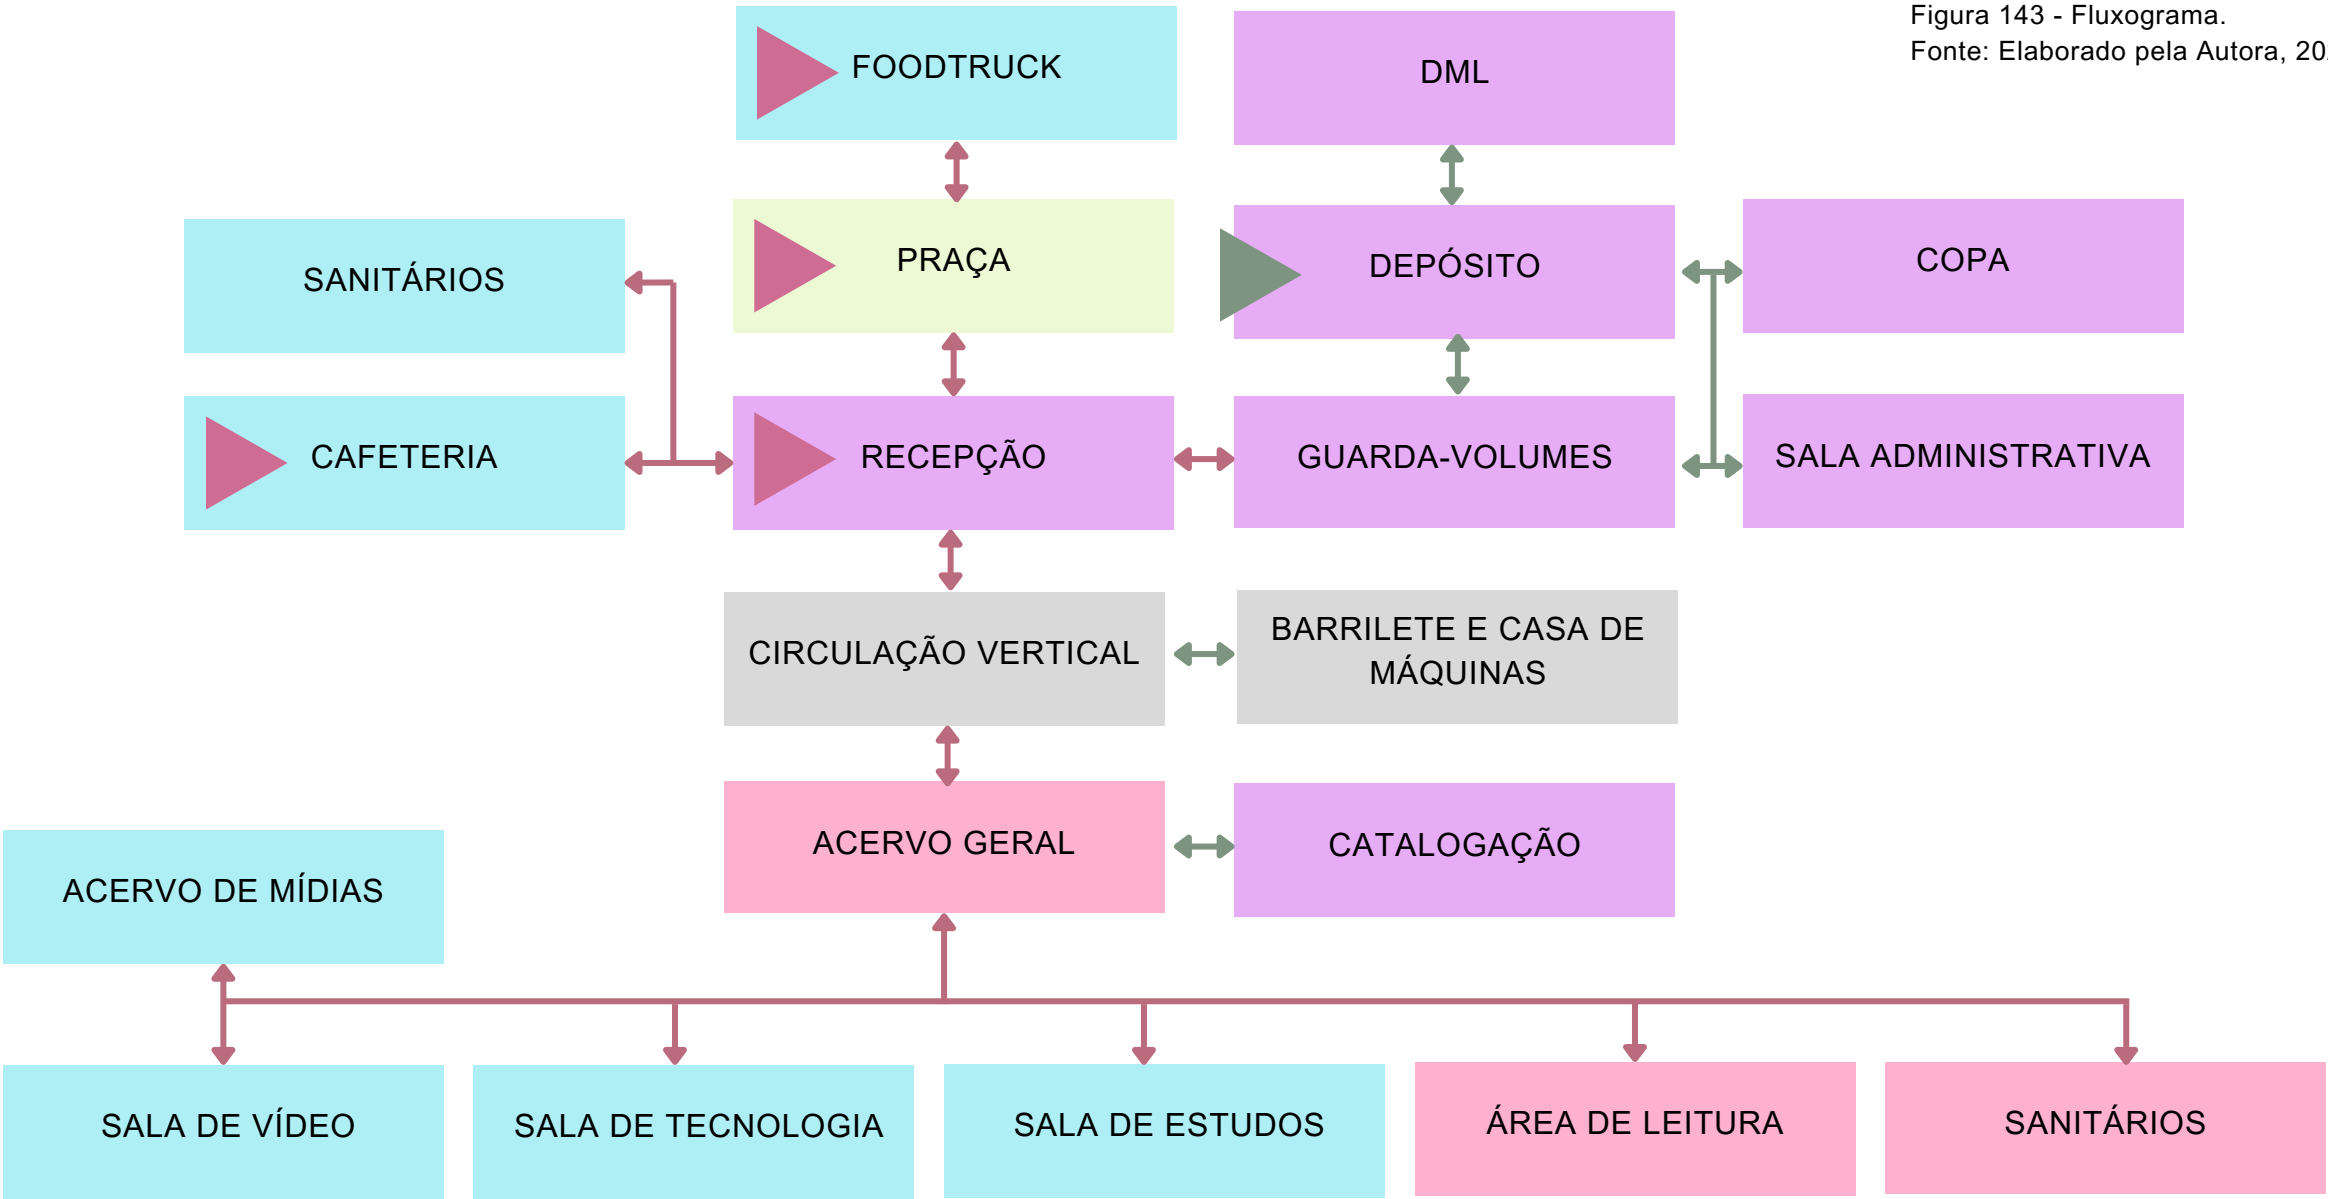 Figura 143 - Fluxograma.
Fonte: Elaborado pela Autora,
FOODTRUCK
DML
SANITÁRIOS
PRAÇA
DEPÓSITO
COPA
CAFETERIA
RECEPÇÃO
GUARDA-VOLUMES
SALA ADMINISTRATIVA
CIRCULAÇÃO VERTICAL
BARRILETE E CASA DE
MÁQUINAS
ACERVO GERAL
CATALOGAÇÃO
ACERVO DE MÍDIAS
SALA DE VÍDEO
SALA DE TECNOLOGIA
SALA DE ESTUDOS
ÁREA DE LEITURA
SANITÁRIOS